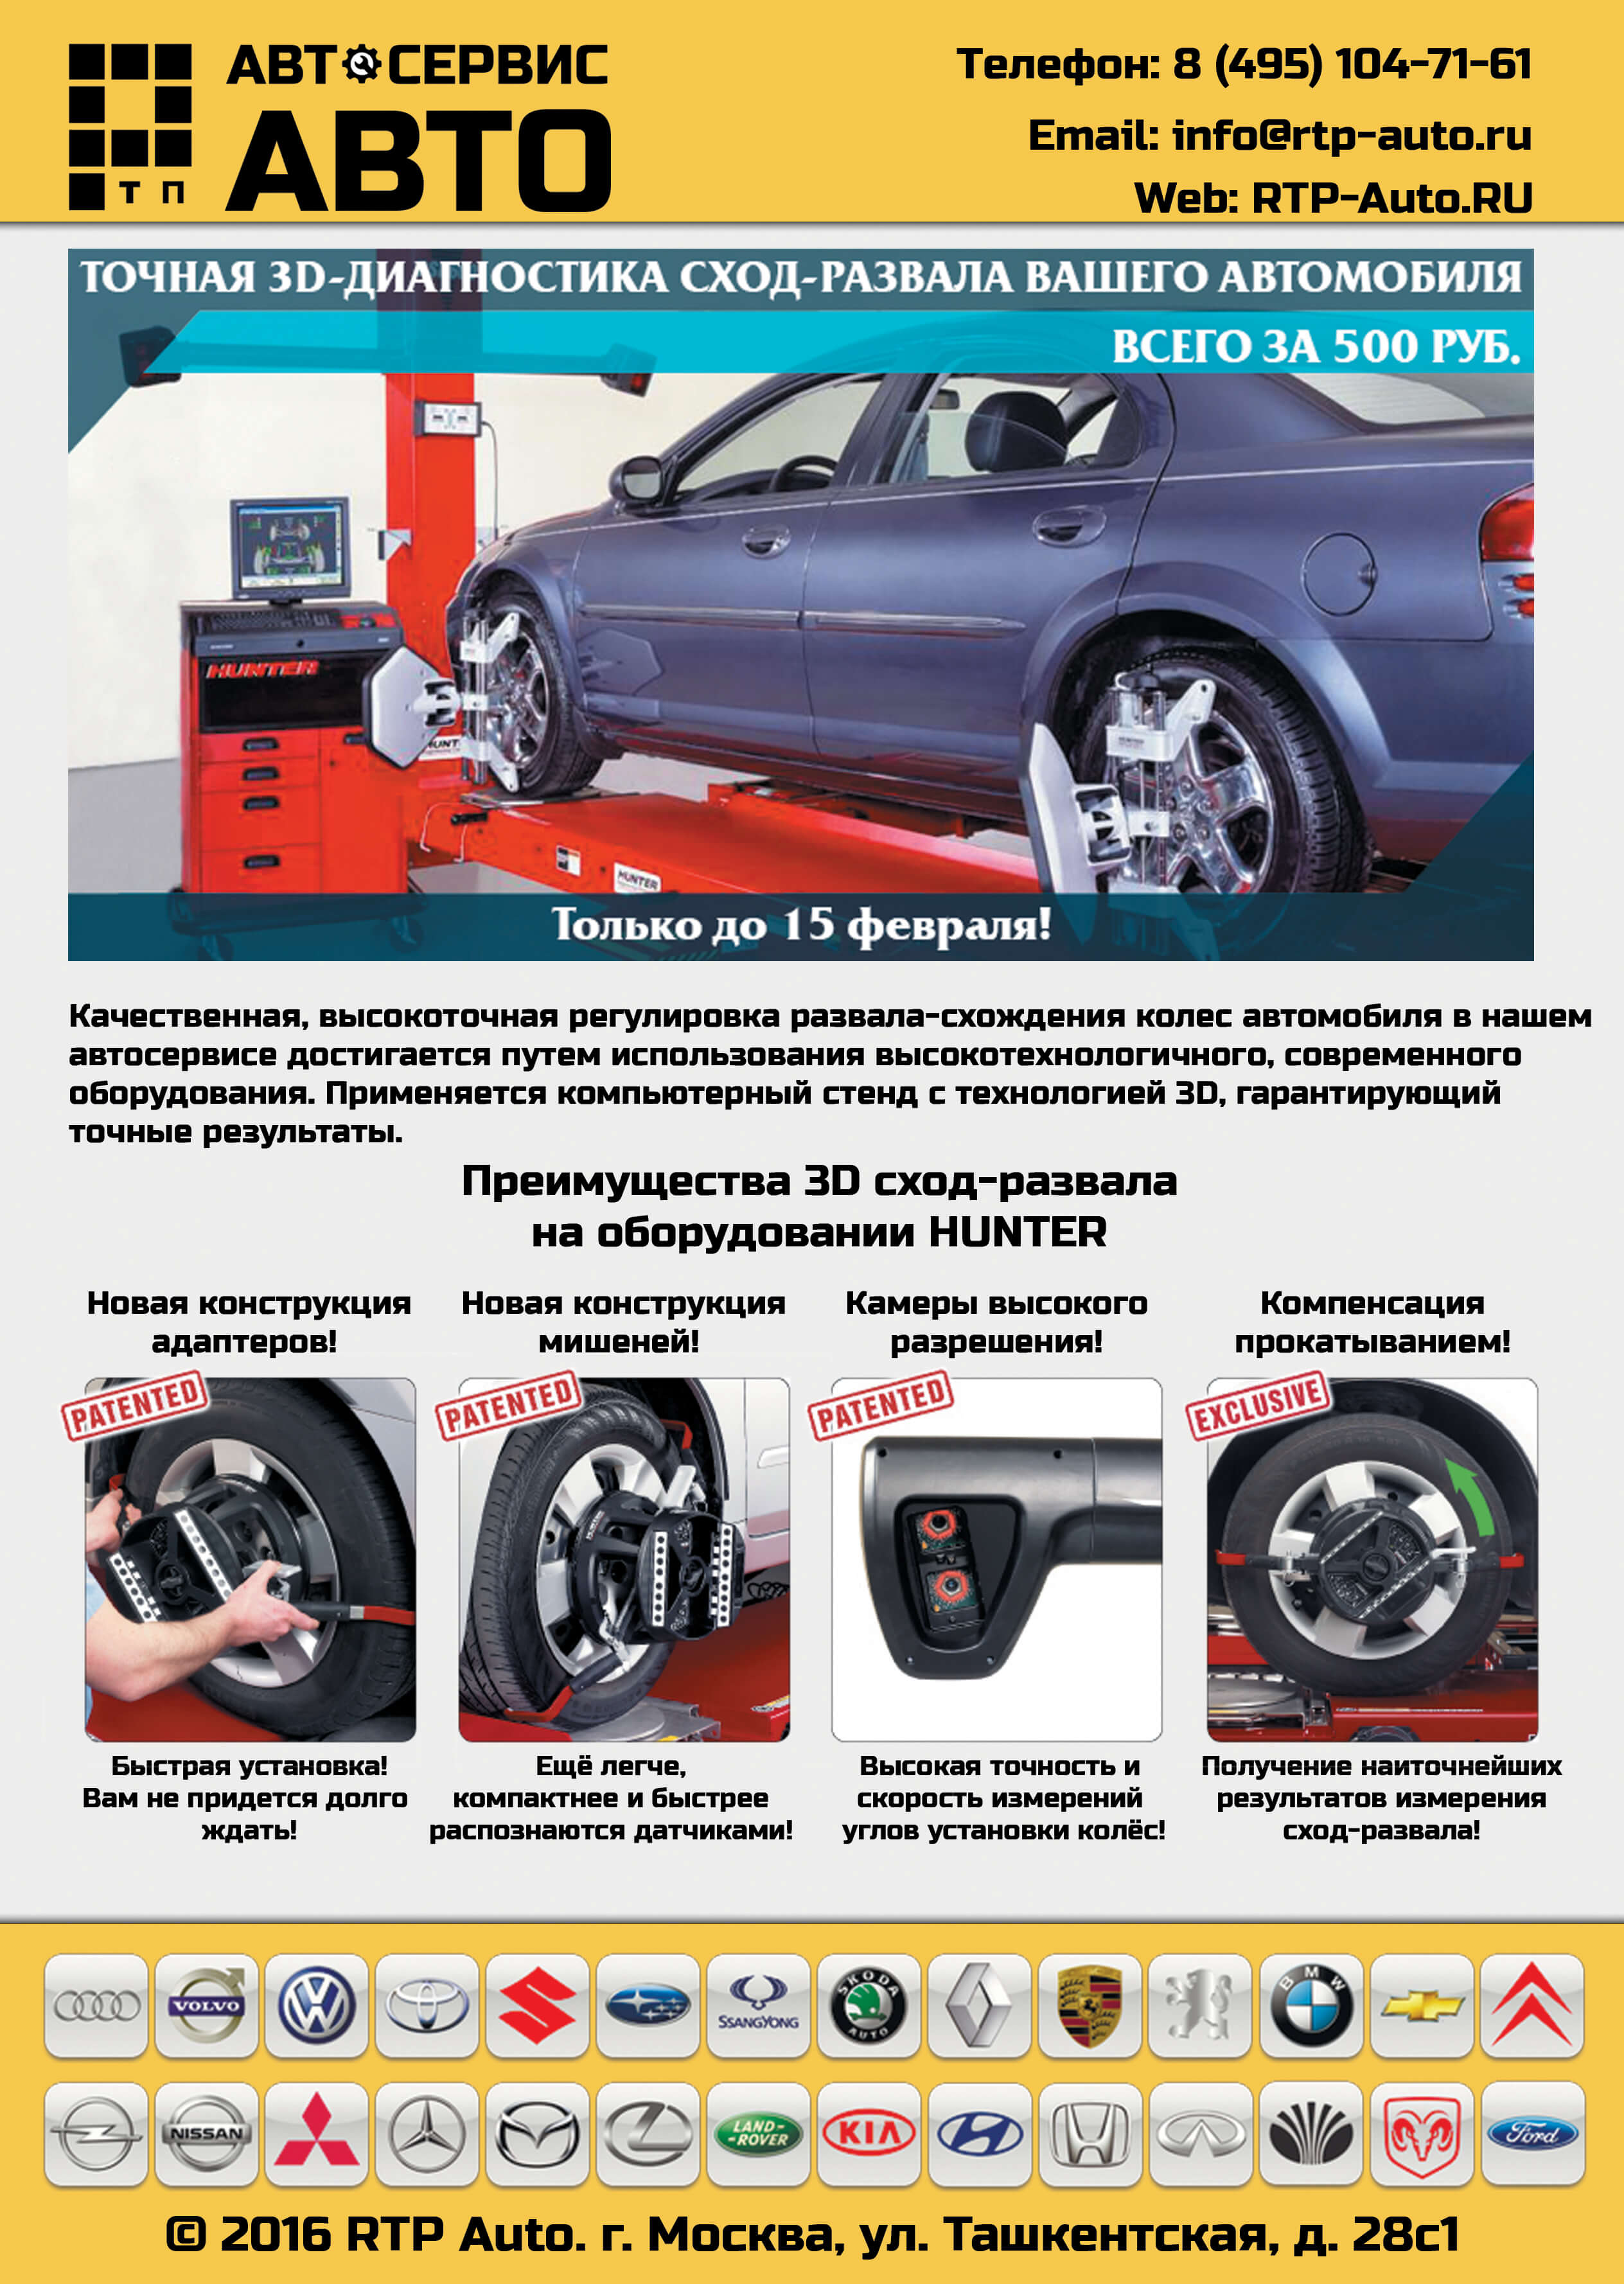 АВТ СЕРВИС
АВТО
Т П
Телефон: 8 (495) 104-71-61
Email: info@rtp-auto.ru
Web: RTP-Auto.RU
ТОЧНАЯ 3D-ДИАГНОСТИКА СХОД-РАЗВАЛА ВАШЕГО АВТОМОБИЛЯ
ВСЕГО ЗА 500 РУБ.
HUNTER
HUNT
HUNTER
HUNTER
Только до 15 февраля!
Качественная, высокоточная регулировка развала-схождения колес автомобиля в нашем
автосервисе достигается путем использования высокотехнологичного, современного
оборудования. Применяется компьютерный стенд с технологией 3D, гарантирующий
точные результаты.
Преимущества 3D сход-развала
на оборудовании HUNTER
Новая конструкция
адаптеров!
Новая конструкция
мишеней!
Камеры высокого
разрешения!
Компенсация
прокатыванием!
PATENTED
PATENTED
PATENTED
EXCLUSIVE
Быстрая установка!
Вам не придется долго
ждать!
Ещё легче,
компактнее и быстрее
распознаются датчиками!
Высокая точность и
скорость измерений
углов установки колёс!
Получение наиточнейших
результатов измерения
сход-развала!
VOLVO
SSANGYONG
SKODA
AUTO
BMW
NISSAN
LAND-
-ROVER
KIA
Ford
© 2016 RTP Auto. г. Москва, ул. Ташкентская, д. 28с1